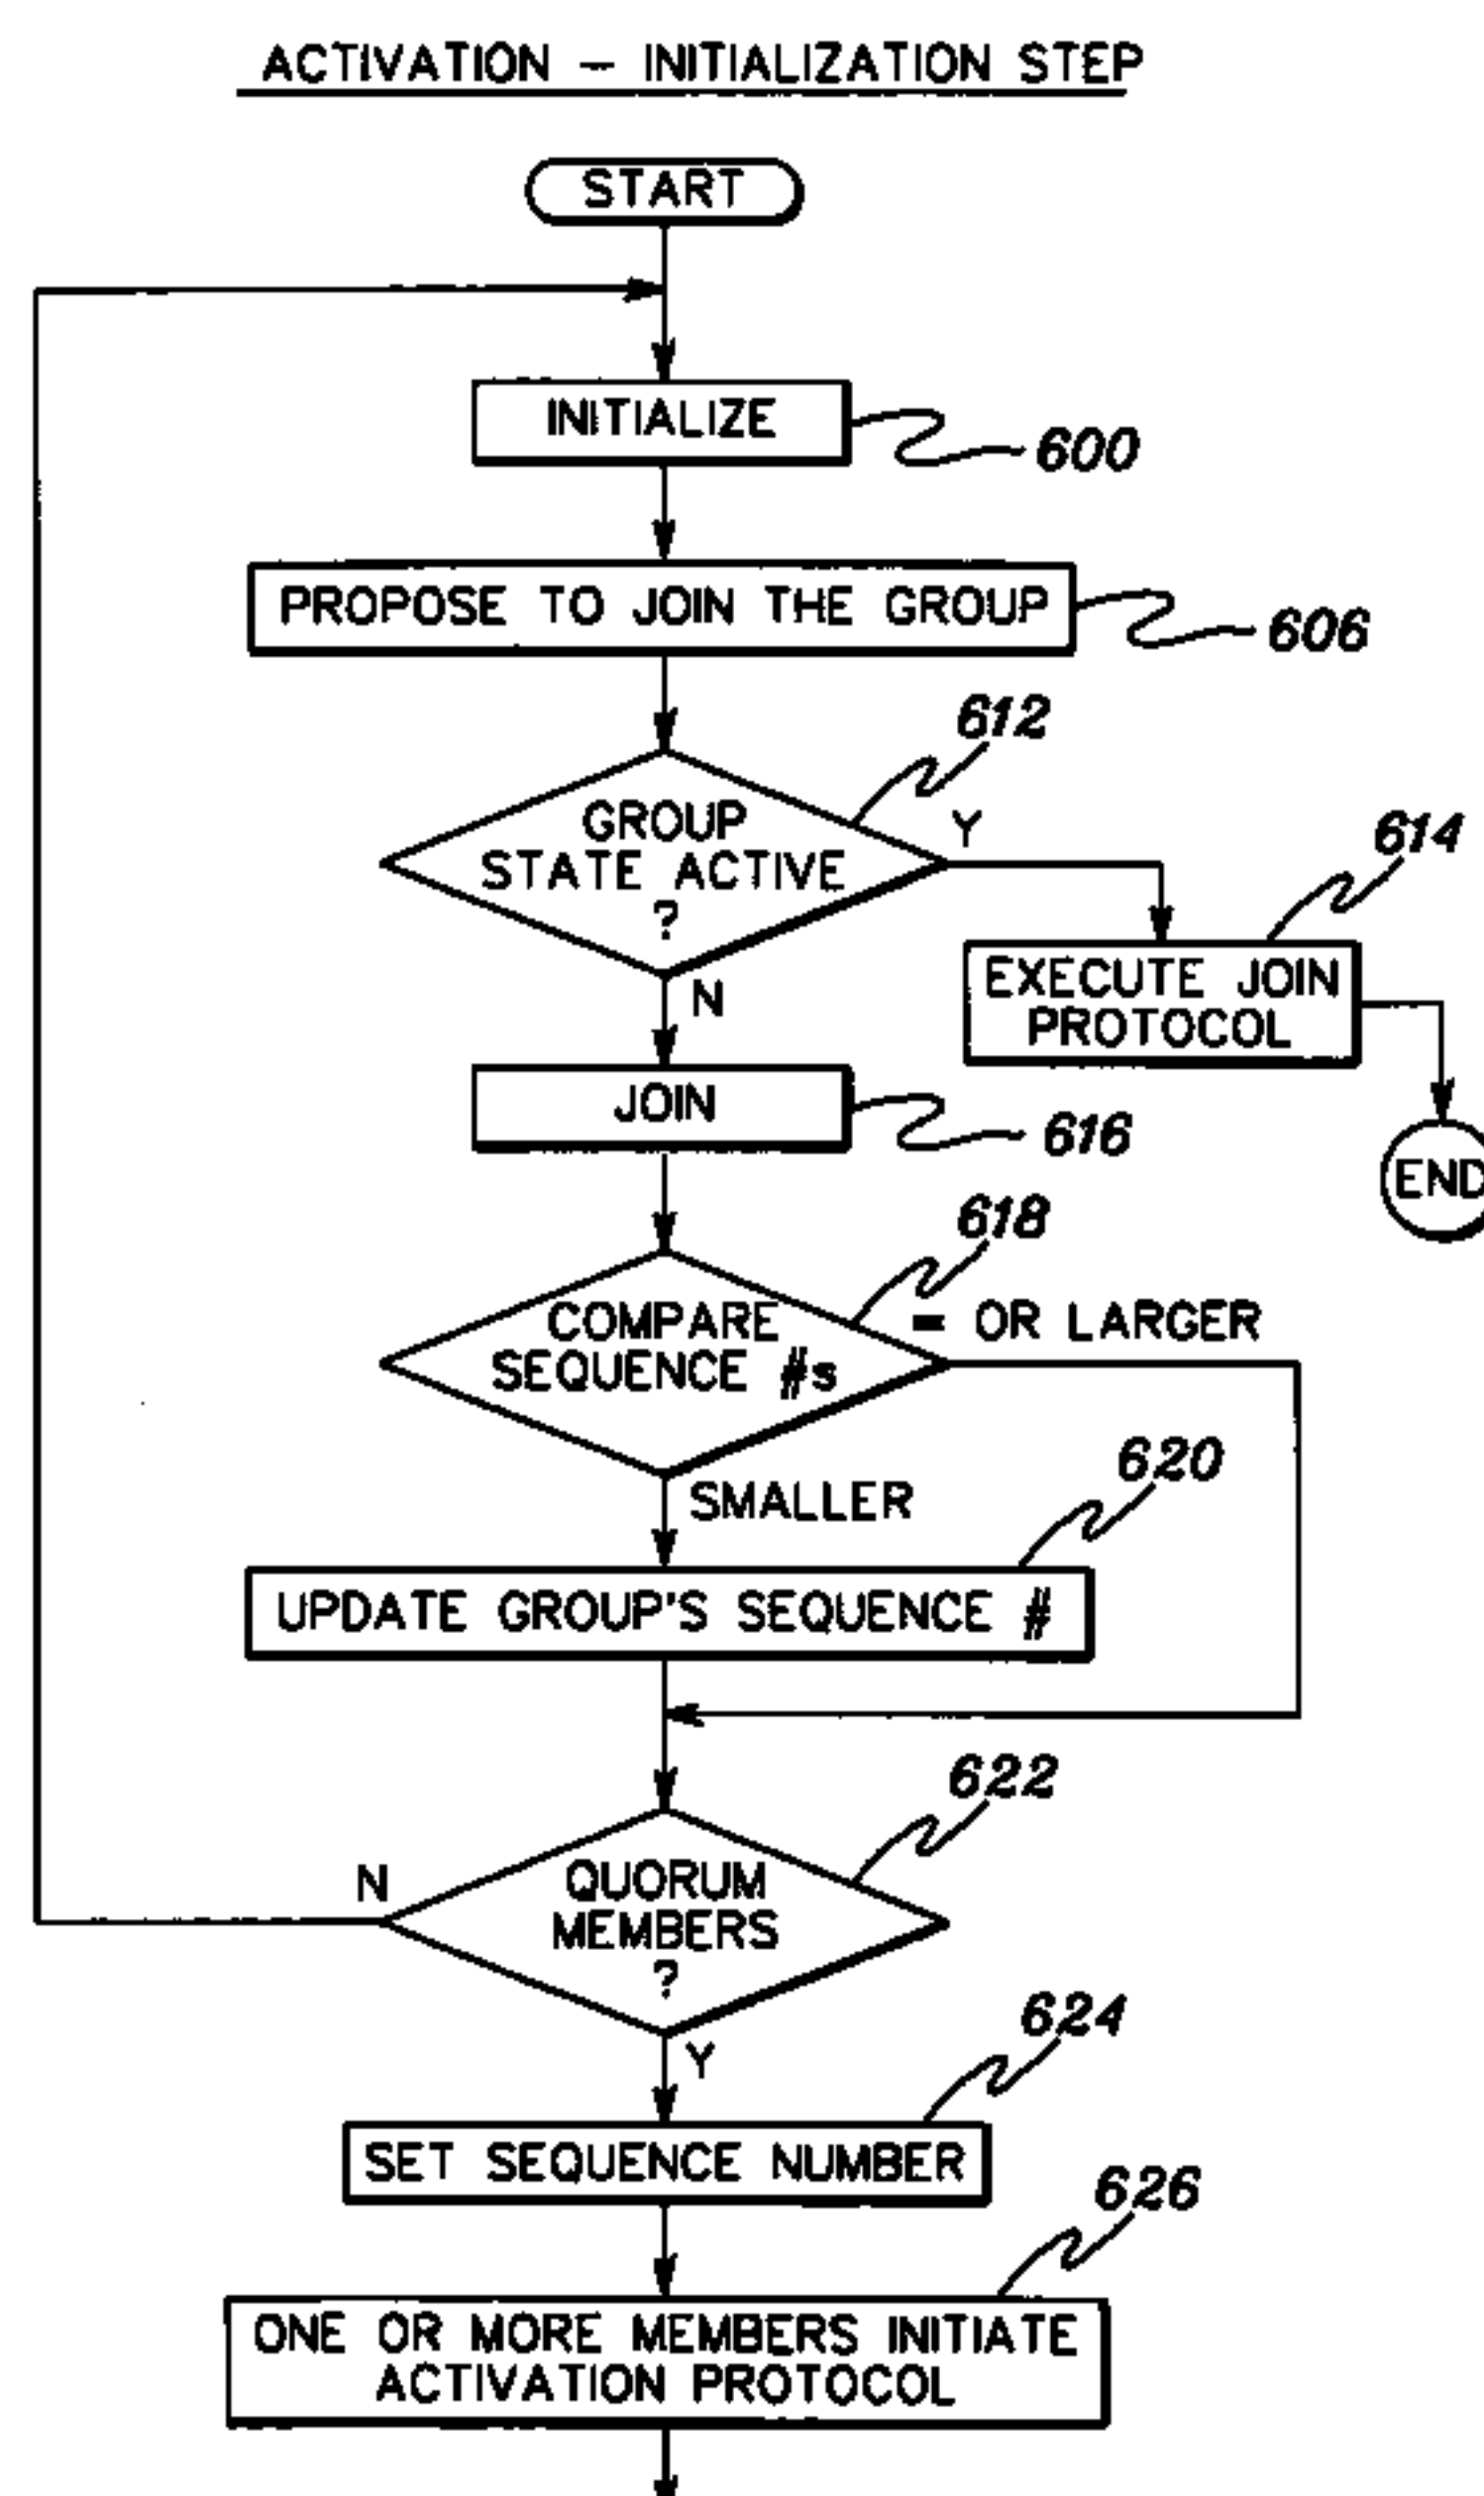 ACTIVATION - INITIALIZATION STEP
START
INITIALIZE
600
PROPOSE TO JOIN THE GROUP
606
612
GROUP
STATE ACTIVE
?
Y
614
EXECUTE JOIN
PROTOCOL
N
JOIN
616
END
618
COMPARE
SEQUENCE #s
= OR LARGER
SMALLER
620
UPDATE GROUP'S SEQUENCE #
622
N
QUORUM
MEMBERS
?
Y
624
SET SEQUENCE NUMBER
626
ONE OR MORE MEMBERS INITIATE
ACTIVATION PROTOCOL